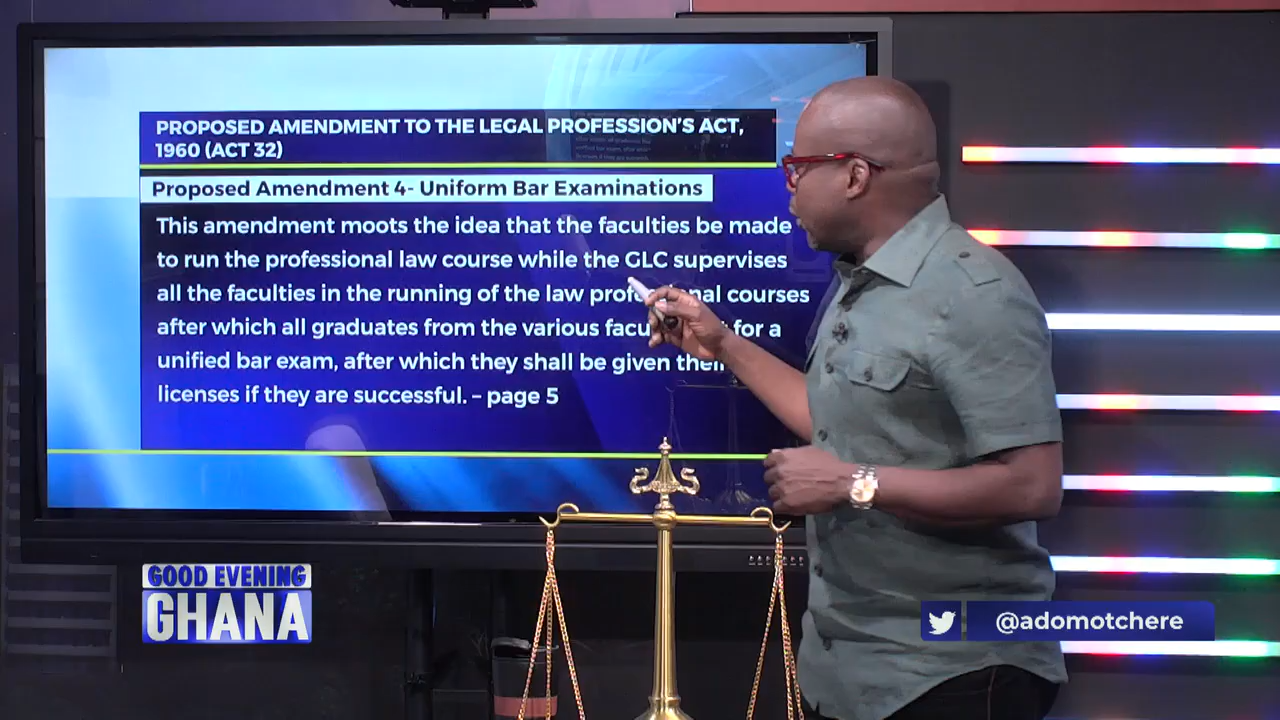 PROPOSED AMENDMENT TO THE LEGAL PROFESSION'S ACT,
1960 (ACT 32)
Proposed Amendment 4- Uniform Bar Examinations
This amendment moots the idea that the faculties be made
to run the professional law course while the GLC supervises
all the faculties in the running of the law courses
after which all graduates from the various for a
unified bar exam, after which they shall be given their
licenses if they are successful. – page 5
GOOD EVENING
GHANA
@adomotchere